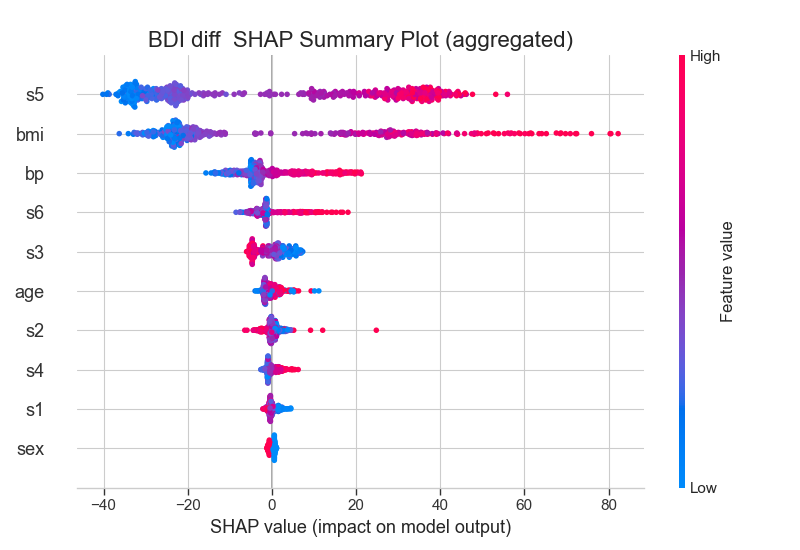 BDI diff  SHAP Summary Plot (aggregated)
High
s5
bmi
bp
s6
s3
age
s2
s4
s1
sex
Feature value
Low
−40 −20 0 20 40 60 80
SHAP value (impact on model output)